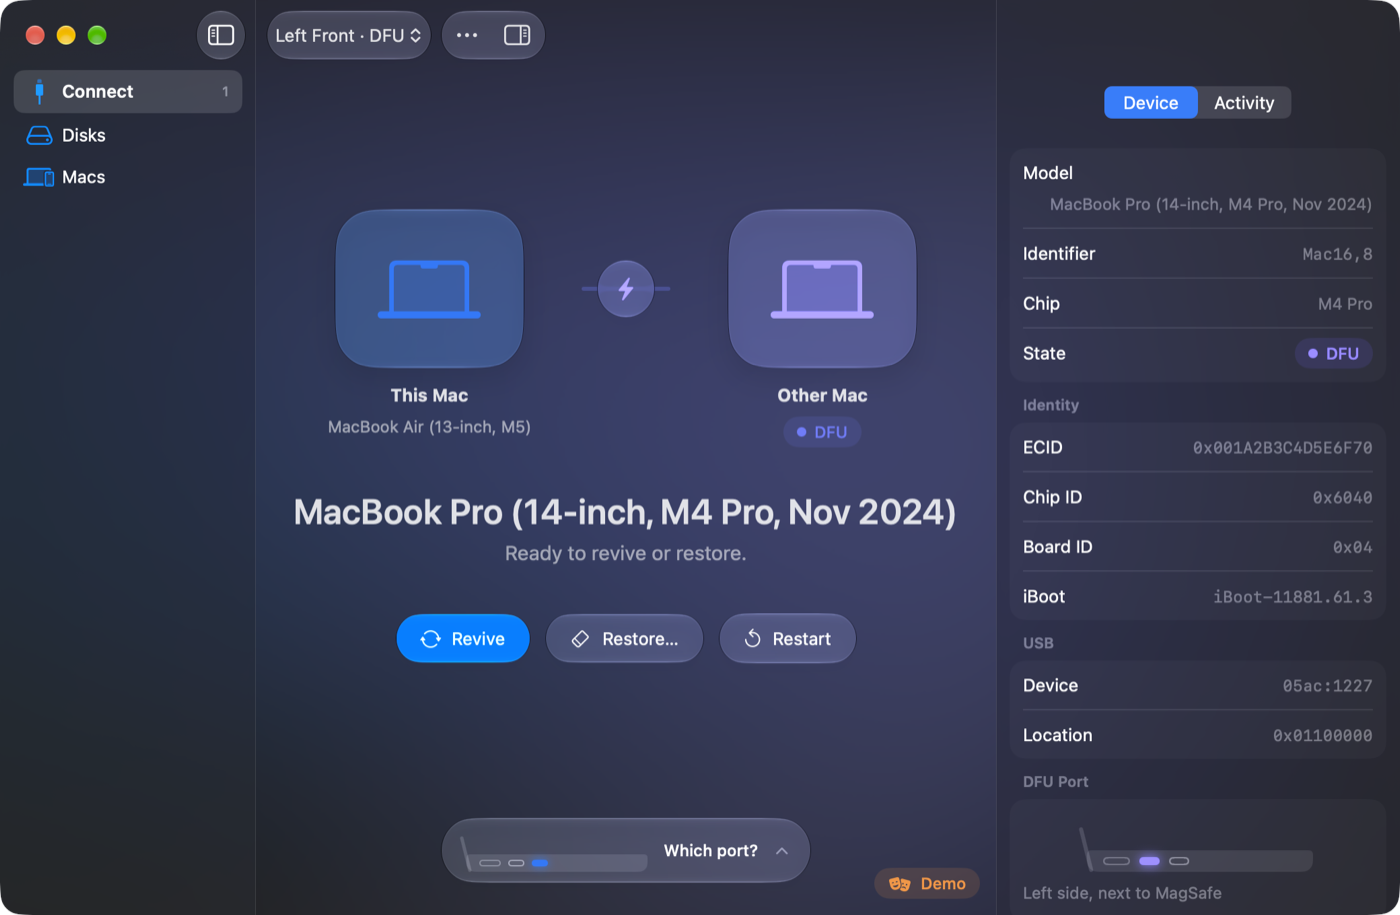 Left Front · DFU
Connect 1
Disks
Macs
This Mac
MacBook Air (13-inch, M5)
Other Mac
DFU
MacBook Pro (14-inch, M4 Pro, Nov 2024)
Ready to revive or restore.
Revive
Restore...
Restart
Which port?
Demo
Device
Activity
Model
MacBook Pro (14-inch, M4 Pro, Nov 2024)
Identifier Mac16,8
Chip M4 Pro
State DFU
Identity
ECID 0x001A2B3C4D5E6F70
Chip ID 0x6040
Board ID 0x04
iBoot iBoot-11881.61.3
USB
Device 05ac:1227
Location 0x01100000
DFU Port
Left side, next to MagSafe